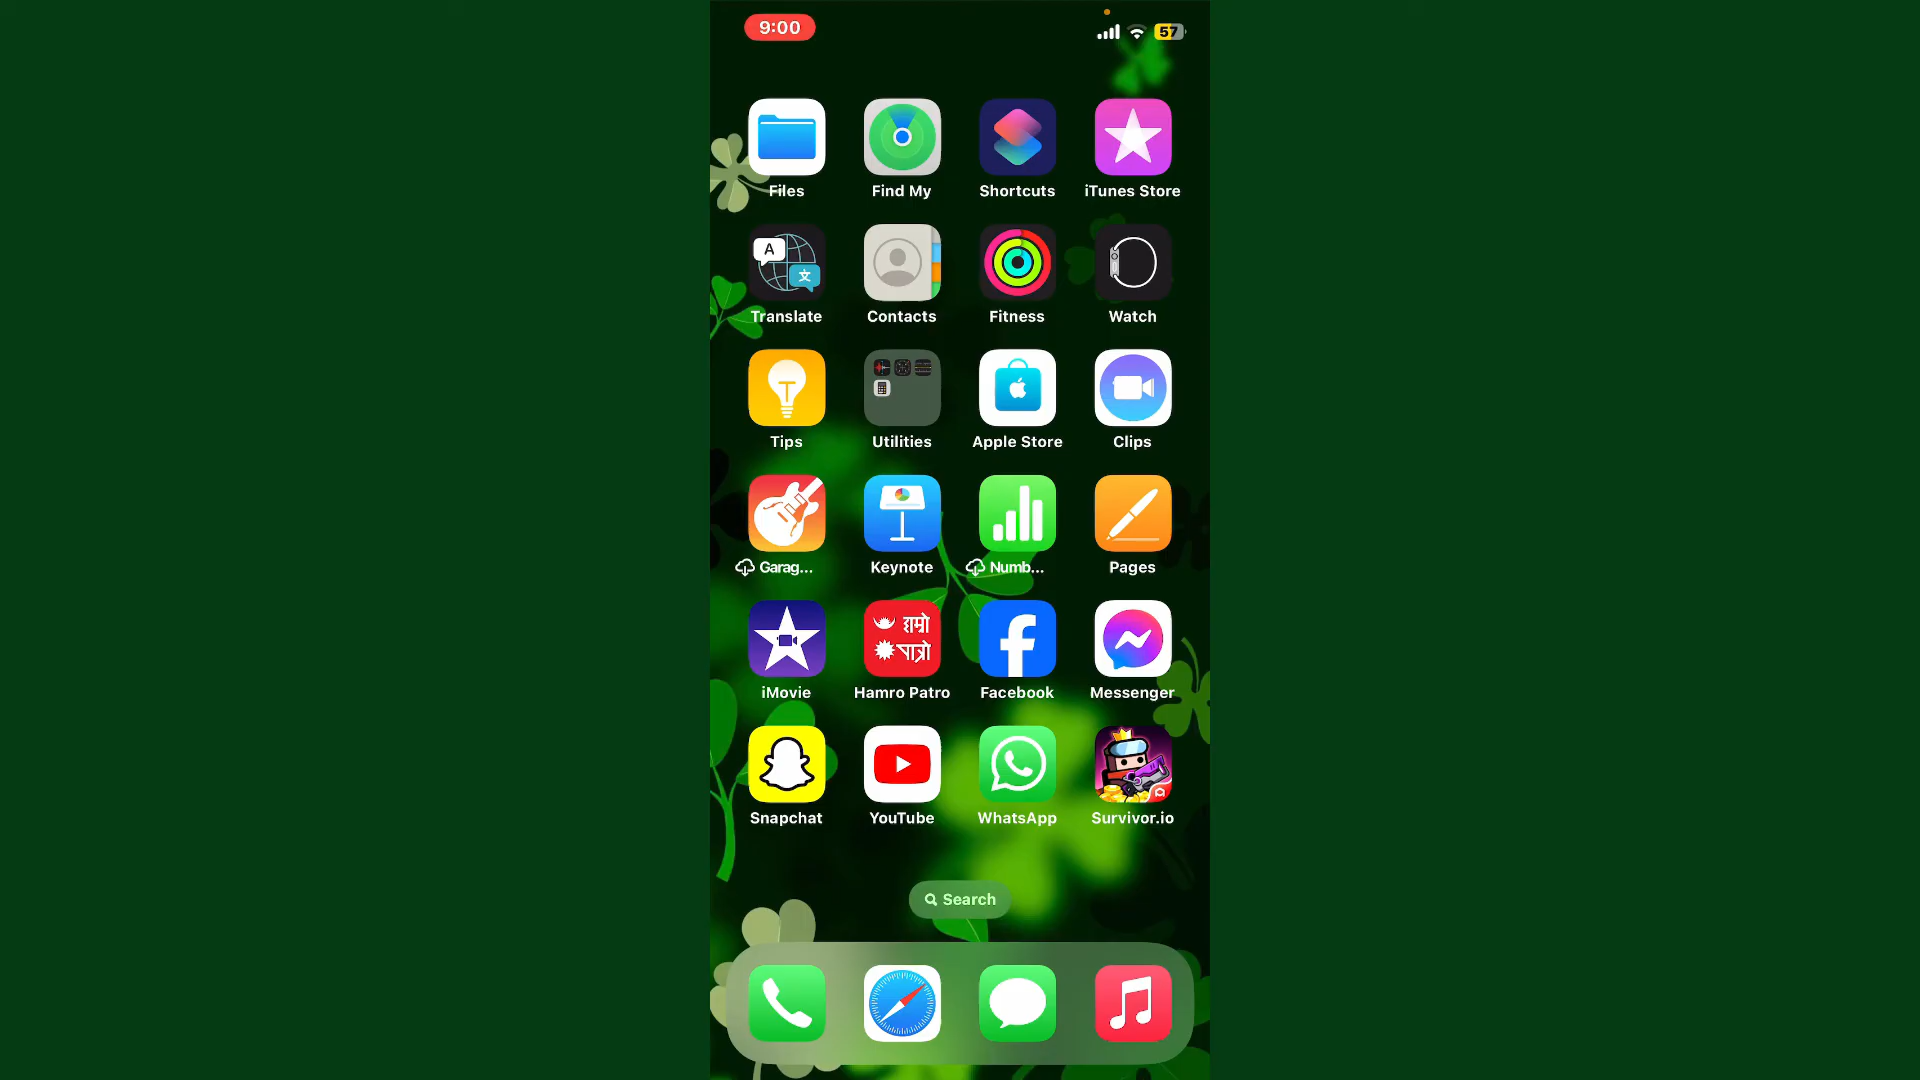 9:00
57
Files
Find My
Shortcuts
iTunes Store
A
文
Translate
Contacts
Fitness
Watch
Tips
Utilities
Apple Store
Clips
Garag...
Keynote
Numb...
Pages
हाम्रो
पात्रो
iMovie
Hamro Patro
Facebook
Messenger
Snapchat
YouTube
WhatsApp
Survivor.io
Search